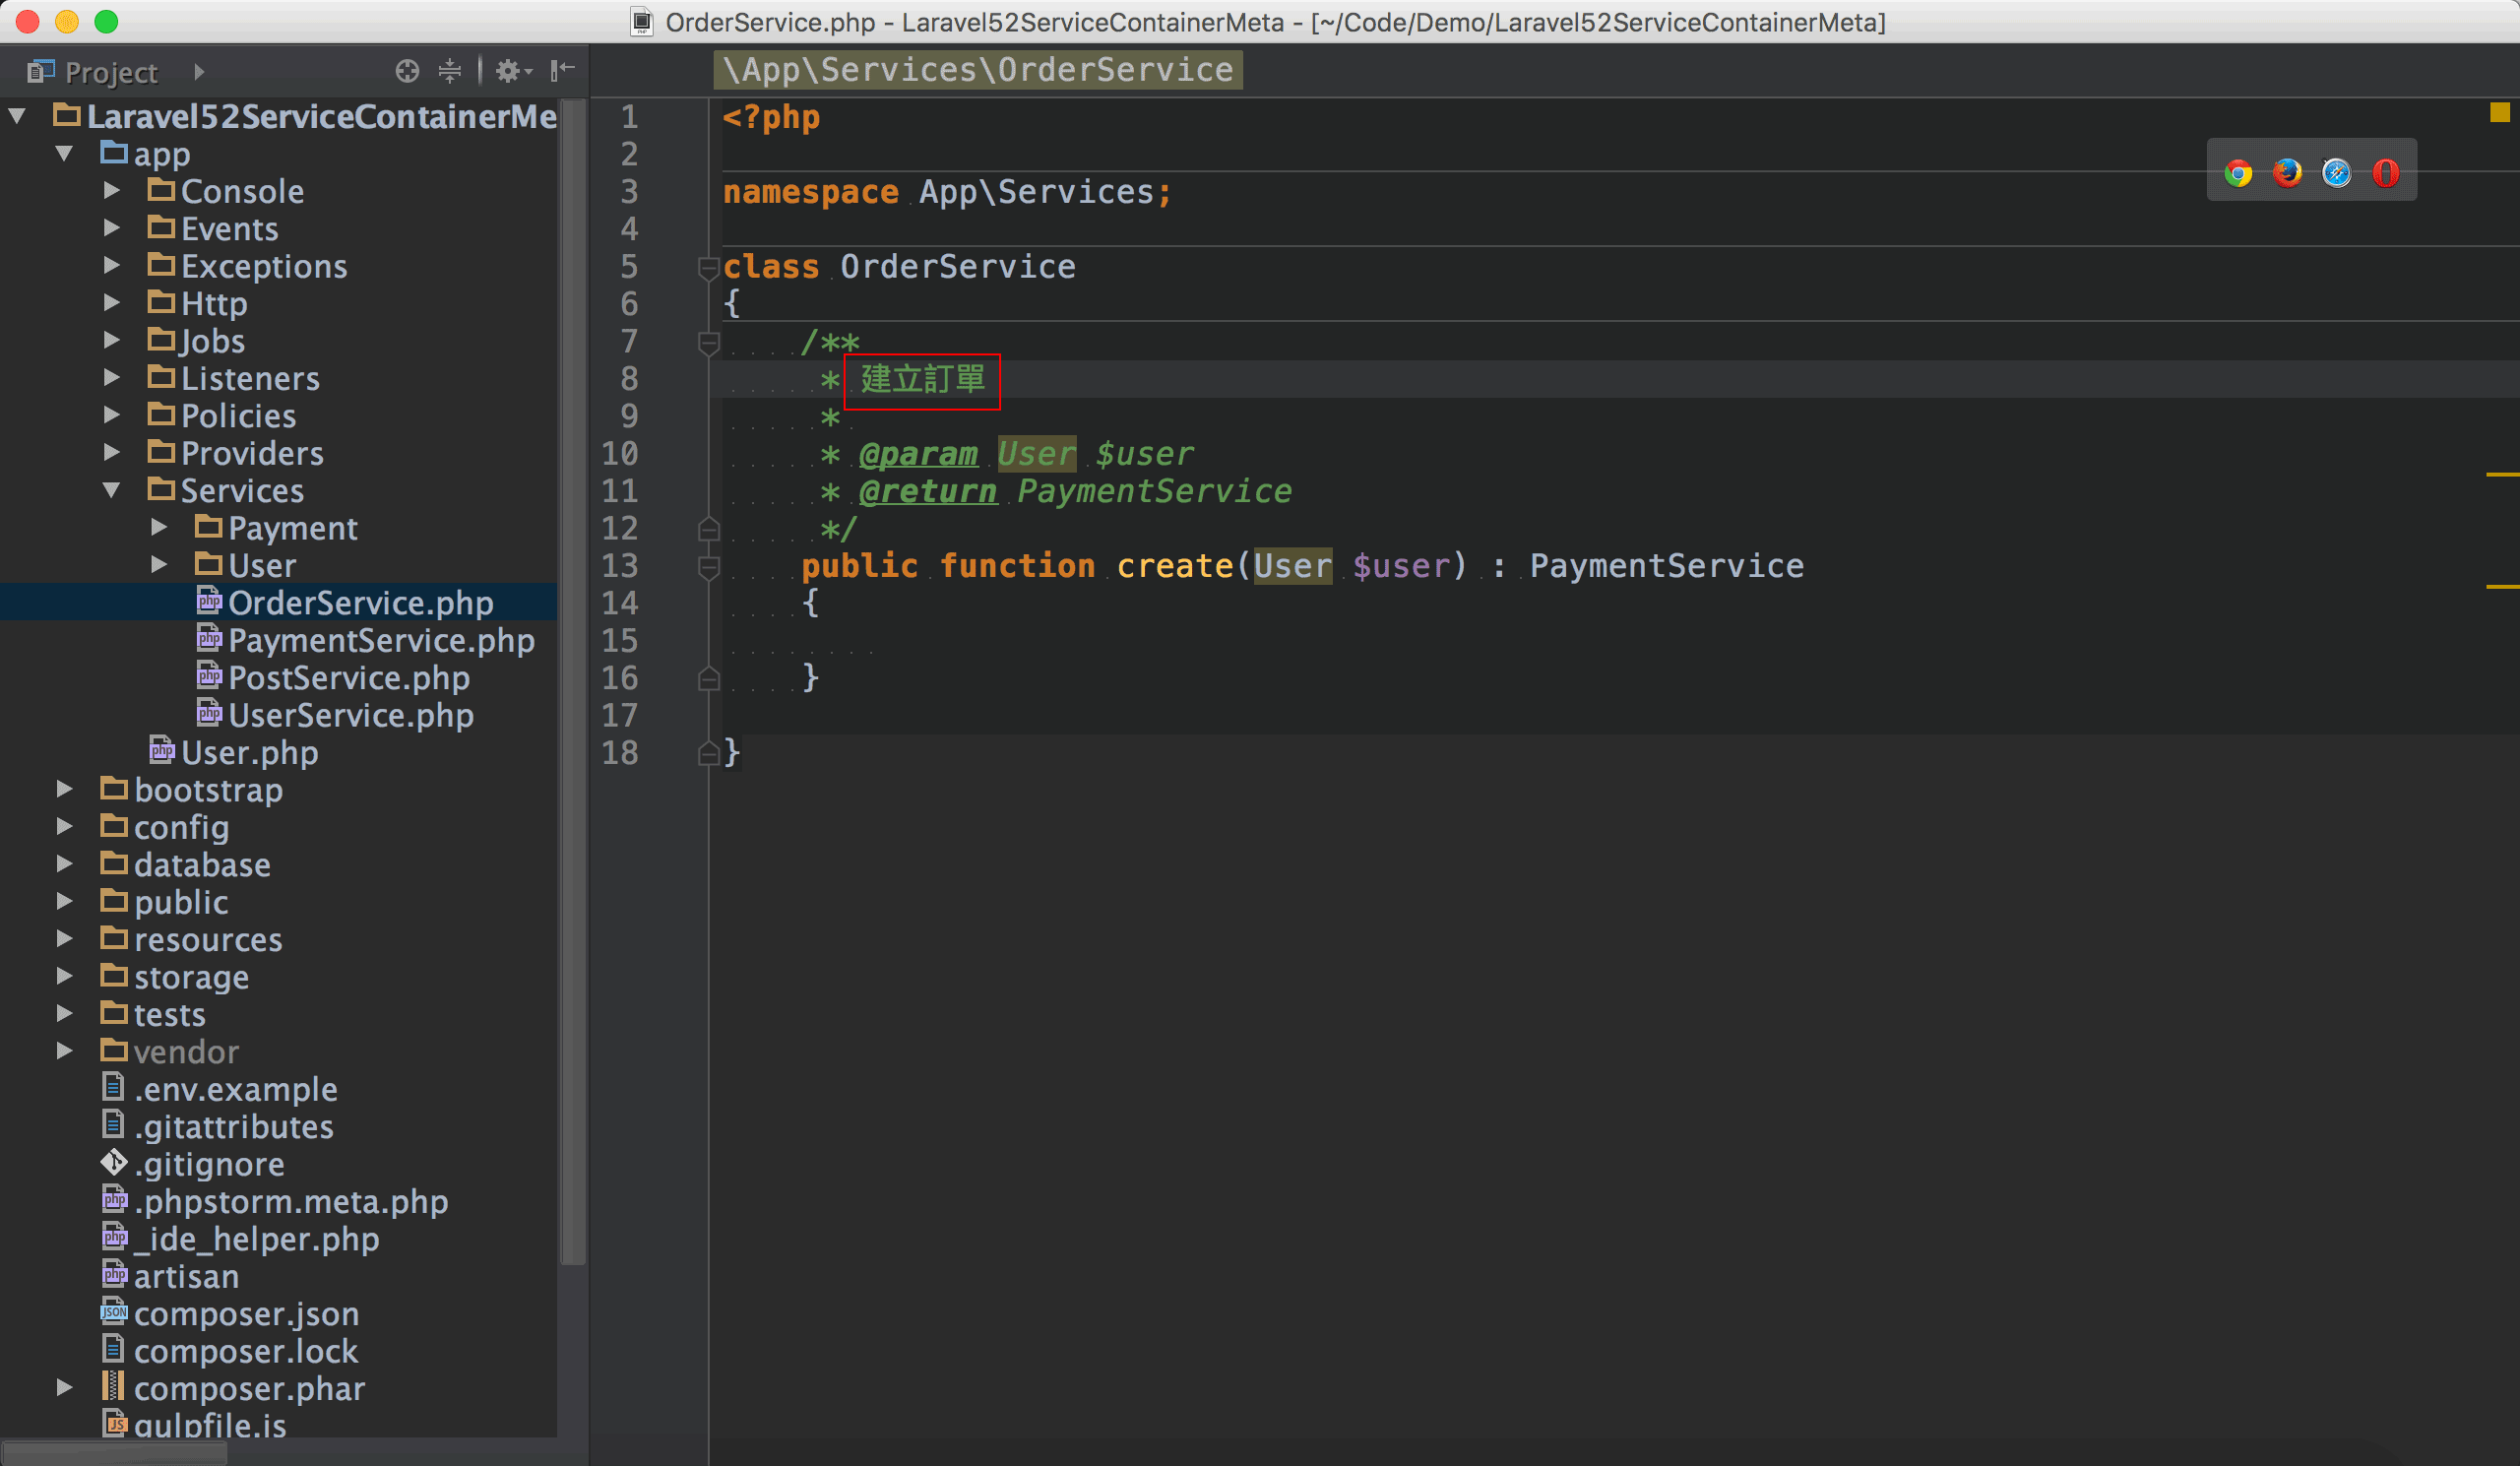 OrderService.php - Laravel52ServiceContainerMeta - [~/Code/Demo/Laravel52ServiceContainerMeta]
Project
Laravel52ServiceContainerMe
app
Console
Events
Exceptions
Http
Jobs
Listeners
Policies
Providers
Services
Payment
User
OrderService.php
PaymentService.php
PostService.php
UserService.php
User.php
bootstrap
config
database
public
resources
storage
tests
vendor
.env.example
.gitattributes
.gitignore
.phpstorm.meta.php
_ide_helper.php
artisan
composer.json
composer.lock
composer.phar
gulpfile.js
\App\Services\OrderService
1 <?php
2
3 namespace App\Services;
4
5 class OrderService
6 {
7 /**
8 * 建立訂單
9 *
10 * @param User $user
11 * @return PaymentService
12 */
13 public function create(User $user) : PaymentService
14 {
15
16 }
17
18 }